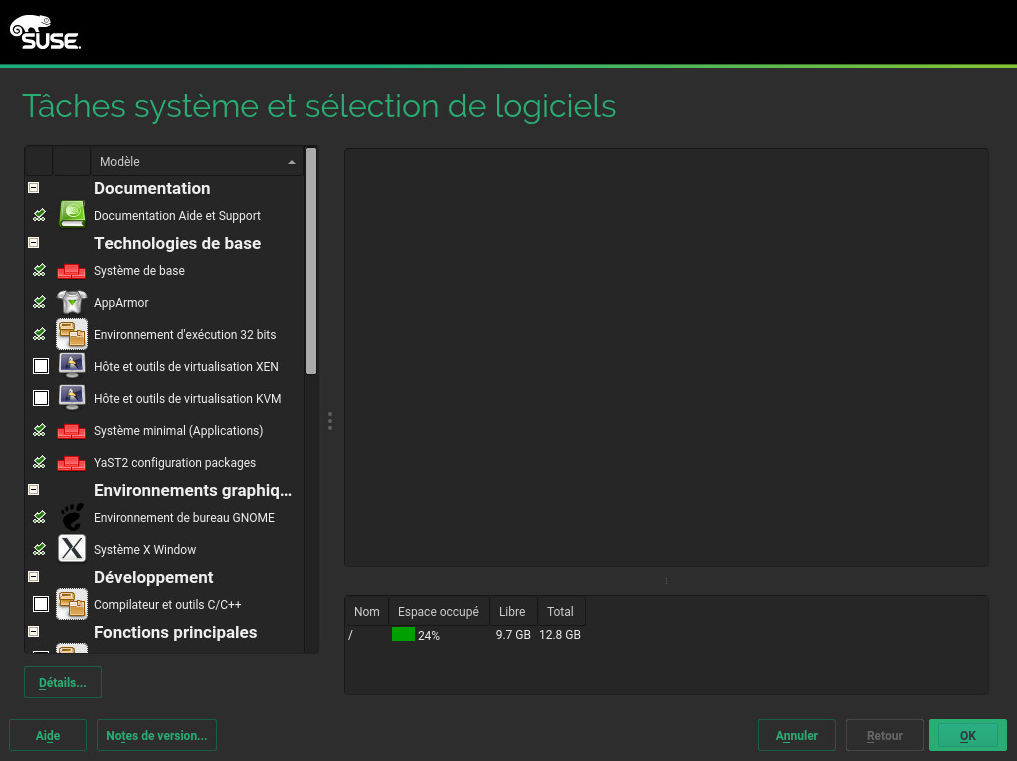 SUSE.
Tâches système et sélection de logiciels
Modèle
Documentation
Documentation Aide et Support
Technologies de base
Système de base
AppArmor
Environnement d'exécution 32 bits
Hôte et outils de virtualisation XEN
Hôte et outils de virtualisation KVM
Système minimal (Applications)
YaST2 configuration packages
Environnements graphiq...
Environnement de bureau GNOME
X Système X Window
Développement
Compilateur et outils C/C++
Fonctions principales
Nom Espace occupé Libre Total
/ 24% 9.7 GB 12.8 GB
Détails...
Aide Notes de version... Annuler Retour OK